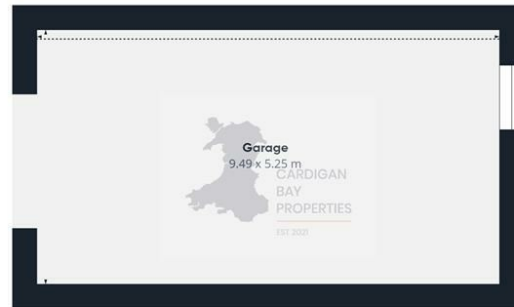 Garage
9.49 x 5.25 m
CARDIGAN
BAY
PROPERTIES
EST 2021